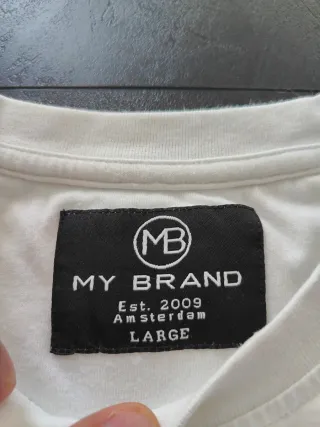 MB
MY BRAND
Est. 2009
Amsterdam
LARGE